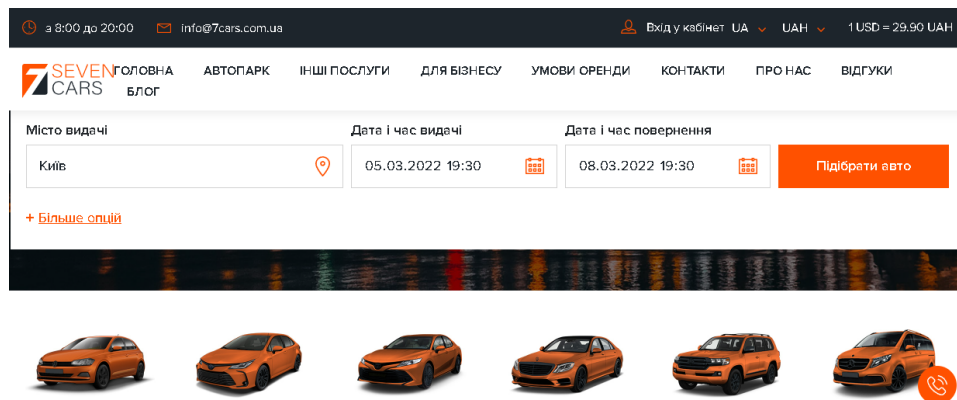 з 8:00 до 20:00 info@7cars.com.ua Вхід у кабінет UA UAH 1 USD = 29.90 UAH
7 SEVEN CARS
ГОЛОВНА АВТОПАРК ІНШІ ПОСЛУГИ ДЛЯ БІЗНЕСУ УМОВИ ОРЕНДИ КОНТАКТИ ПРО НАС ВІДГУКИ
БЛОГ
Місто видачі Дата і час видачі Дата і час повернення
Київ 05.03.2022 19:30 08.03.2022 19:30 Підібрати авто
+ Більше опцій